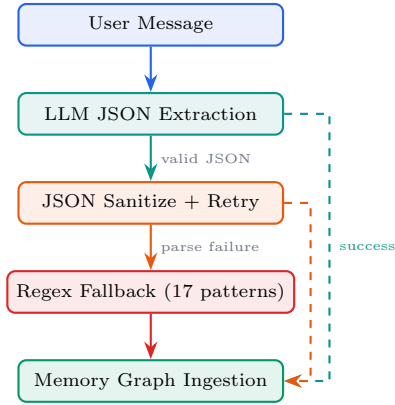 User Message
LLM JSON Extraction
valid JSON
JSON Sanitize + Retry
parse failure
success
Regex Fallback (17 patterns)
Memory Graph Ingestion